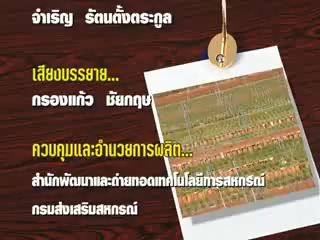 จำเริญ รัตนตั้งตระกูล
เสียงบรรยาย...
กรองแก้ว ชัยกฤษ
ควบคุมและอำนวยการผลิต...
สำนักพัฒนาและถ่ายทอดเทคโนโลยีการสหกรณ์
กรมส่งเสริมสหกรณ์